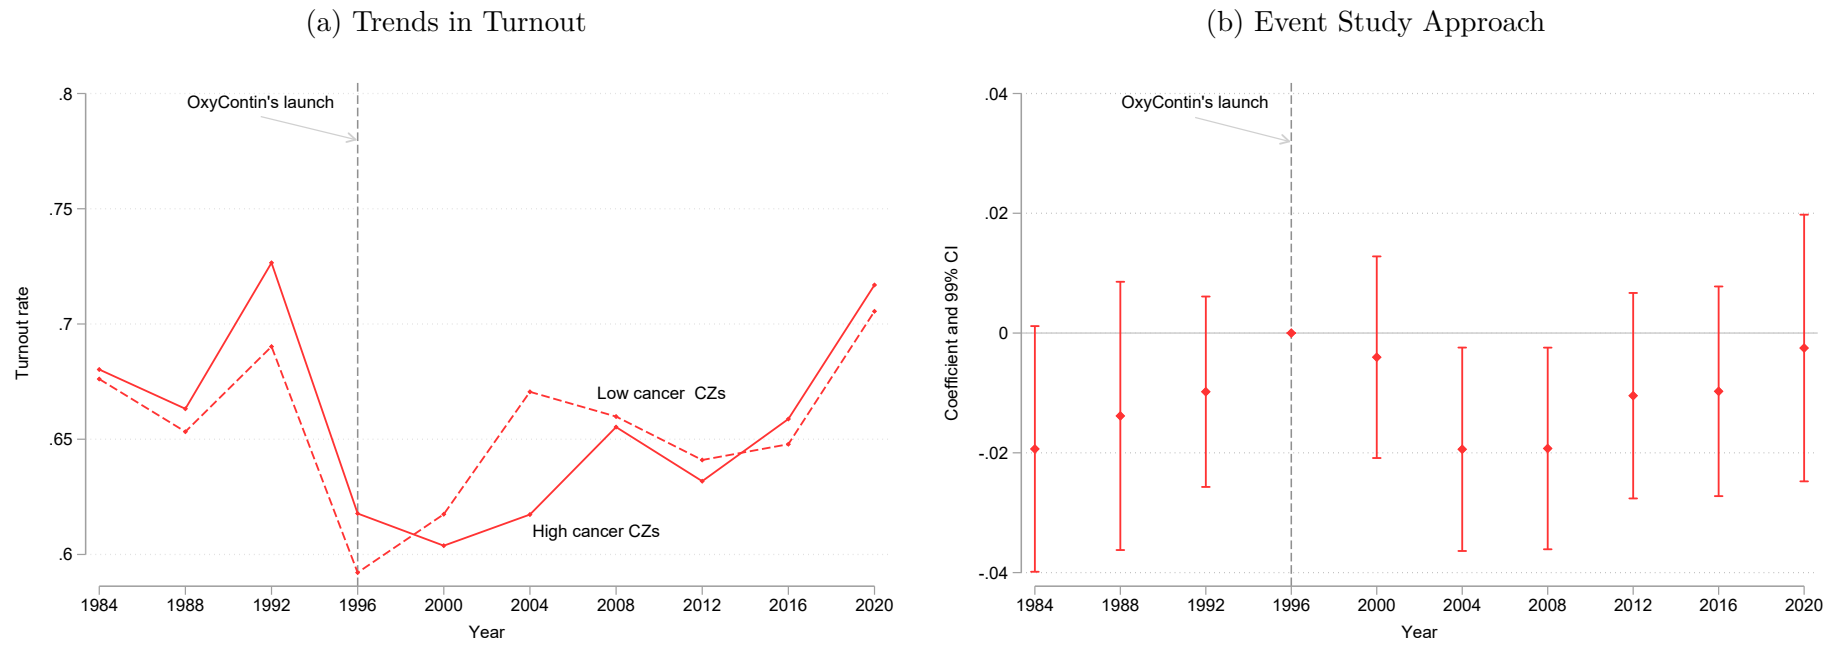 (a) Trends in Turnout
OxyContin's launch
.8
.75
.7
.65
.6
Turnout rate
Low cancer CZs
High cancer CZs
1984 1988 1992 1996 2000 2004 2008 2012 2016 2020
Year
(b) Event Study Approach
OxyContin's launch
.04
.02
0
-.02
-.04
Coefficient and 99% CI
1984 1988 1992 1996 2000 2004 2008 2012 2016 2020
Year